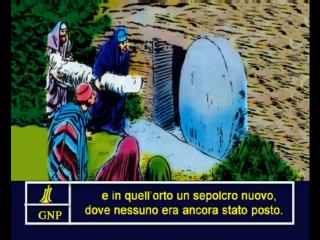 e in quell'orto un sepolcro nuovo,
dove nessuno era ancora stato posto.
GNP